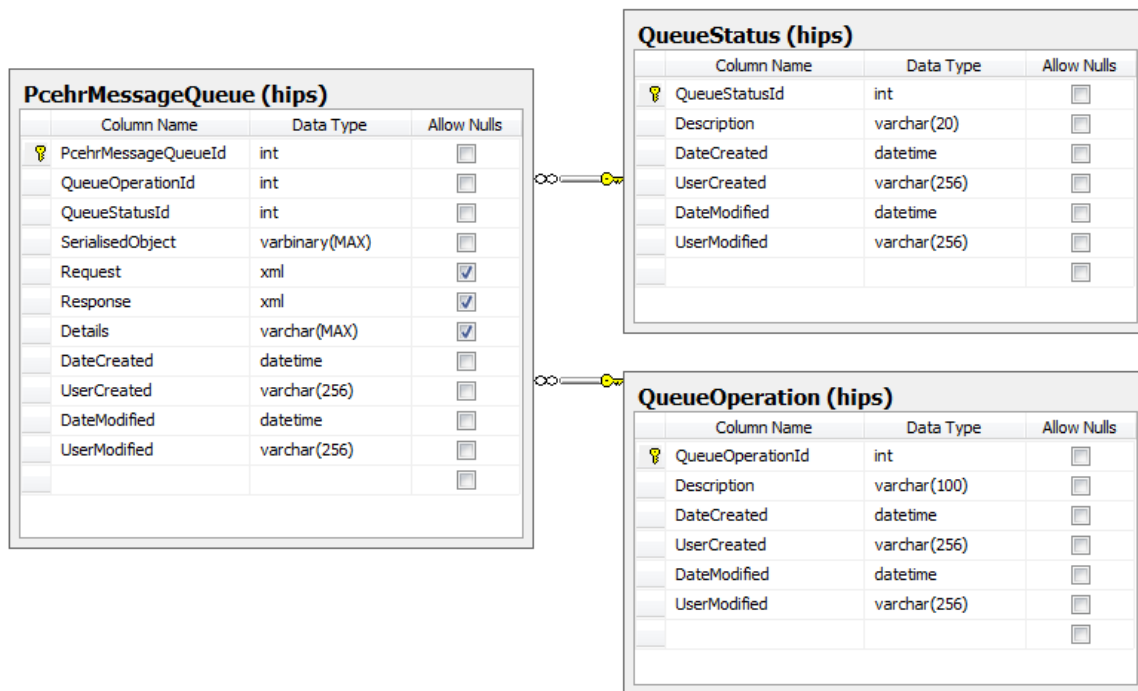 PcehrMessageQueue (hips)
Column Name Data Type Allow Nulls
PcehrMessageQueueId int
QueueOperationId int
QueueStatusId int
SerialisedObject varbinary(MAX)
Request xml
Response xml
Details varchar(MAX)
DateCreated datetime
UserCreated varchar(256)
DateModified datetime
UserModified varchar(256)
QueueStatus (hips)
Column Name Data Type Allow Nulls
QueueStatusId int
Description varchar(20)
DateCreated datetime
UserCreated varchar(256)
DateModified datetime
UserModified varchar(256)
QueueOperation (hips)
Column Name Data Type Allow Nulls
QueueOperationId int
Description varchar(100)
DateCreated datetime
UserCreated varchar(256)
DateModified datetime
UserModified varchar(256)